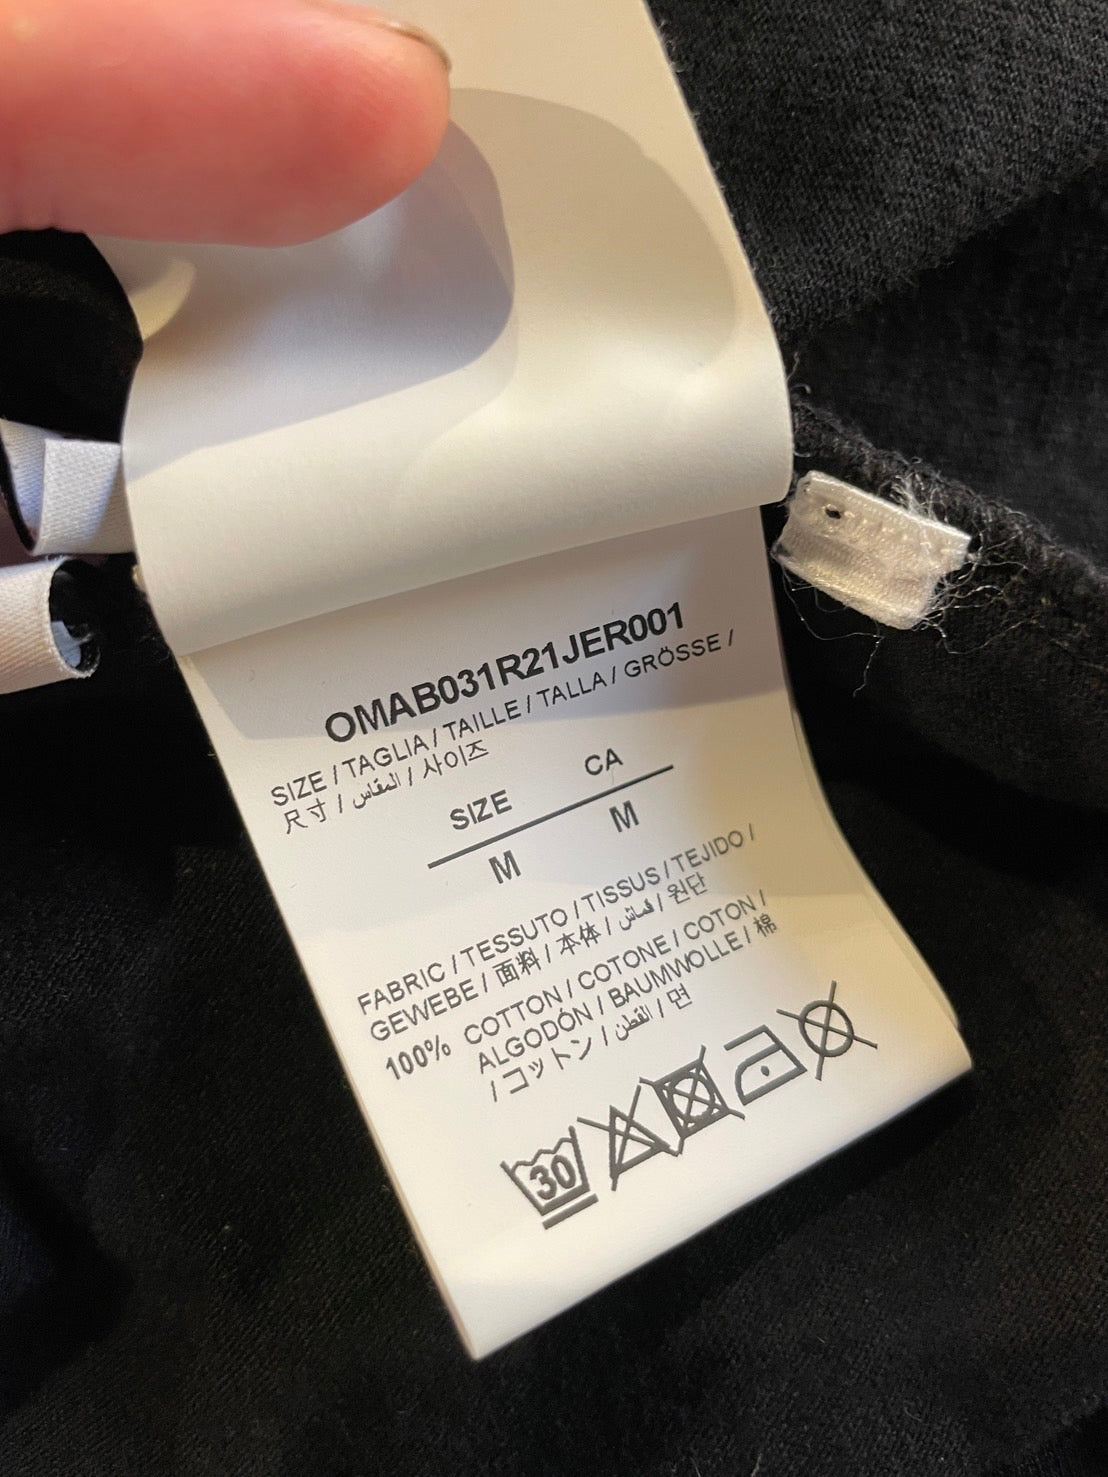 OMAB031R21JER001
SIZE / TAGLIA / TAILLE / TALLA / GRÖSSE /
尺寸 / المقاس / 사이즈
SIZE CA
M M
FABRIC / TESSUTO / TISSUS / TEJIDO /
GEWEBE / 面料 / 本体 / قماش / 원단
100% COTTON / COTONE / COTON /
ALGODÓN / BAUMWOLLE / 棉
/ コットン / القطن / 면
30